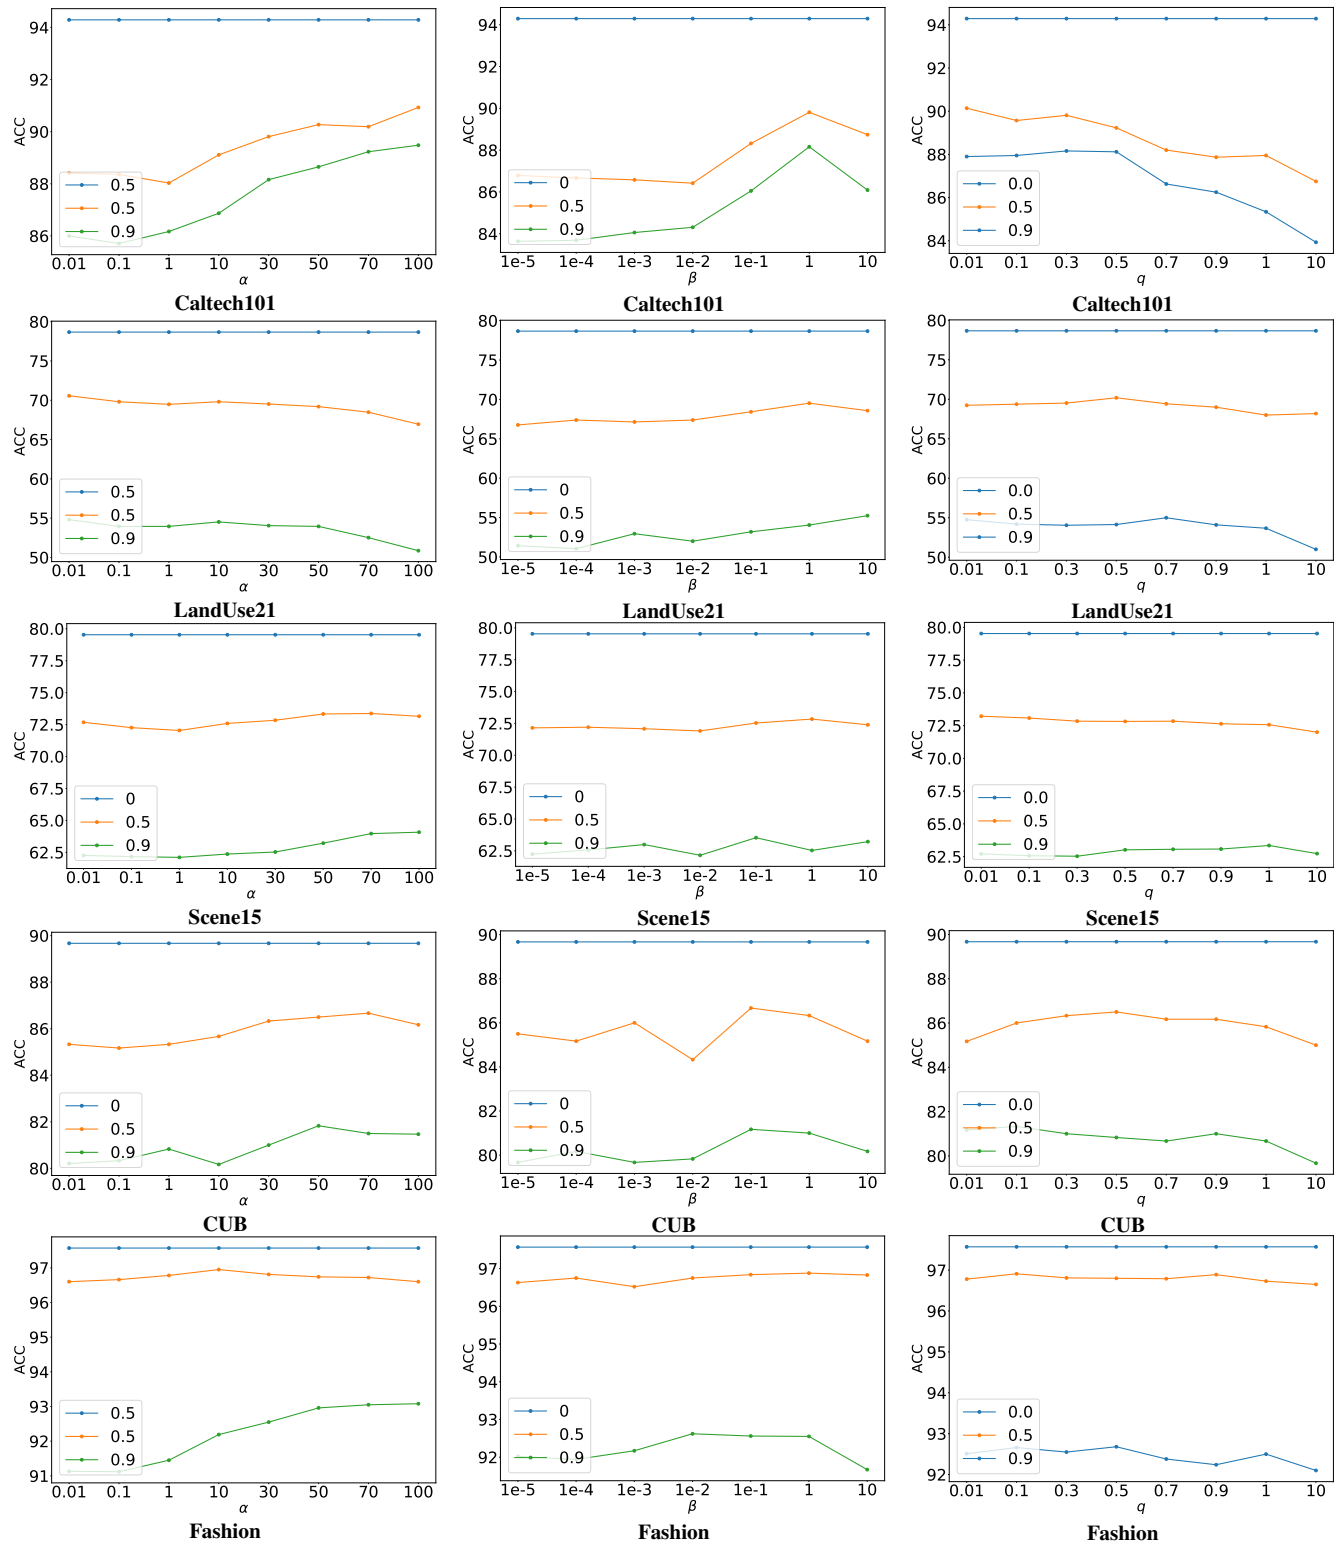 94
92
90
88
86
ACC
0.5
0.5
0.9
0.01 0.1 1 10 30 50 70 100
α
Caltech101
94
92
90
88
86
84
ACC
0
0.5
0.9
1e-5 1e-4 1e-3 1e-2 1e-1 1 10
β
Caltech101
94
92
90
88
86
84
ACC
0.0
0.5
0.9
0.01 0.1 0.3 0.5 0.7 0.9 1 10
q
Caltech101
80
75
70
65
60
55
50
ACC
0.5
0.5
0.9
0.01 0.1 1 10 30 50 70 100
α
LandUse21
80
75
70
65
60
55
50
ACC
0
0.5
0.9
1e-5 1e-4 1e-3 1e-2 1e-1 1 10
β
LandUse21
80
75
70
65
60
55
50
ACC
0.0
0.5
0.9
0.01 0.1 0.3 0.5 0.7 0.9 1 10
q
LandUse21
80.0
77.5
75.0
72.5
70.0
67.5
65.0
62.5
ACC
0
0.5
0.9
0.01 0.1 1 10 30 50 70 100
α
Scene15
80.0
77.5
75.0
72.5
70.0
67.5
65.0
62.5
ACC
0
0.5
0.9
1e-5 1e-4 1e-3 1e-2 1e-1 1 10
β
Scene15
80.0
77.5
75.0
72.5
70.0
67.5
65.0
62.5
ACC
0.0
0.5
0.9
0.01 0.1 0.3 0.5 0.7 0.9 1 10
q
Scene15
90
88
86
84
82
80
ACC
0
0.5
0.9
0.01 0.1 1 10 30 50 70 100
α
CUB
90
88
86
84
82
80
ACC
0
0.5
0.9
1e-5 1e-4 1e-3 1e-2 1e-1 1 10
β
CUB
90
88
86
84
82
80
ACC
0.0
0.5
0.9
0.01 0.1 0.3 0.5 0.7 0.9 1 10
q
CUB
97
96
95
94
93
92
91
ACC
0.5
0.5
0.9
0.01 0.1 1 10 30 50 70 100
α
Fashion
97
96
95
94
93
92
ACC
0
0.5
0.9
1e-5 1e-4 1e-3 1e-2 1e-1 1 10
β
Fashion
97
96
95
94
93
92
ACC
0.0
0.5
0.9
0.01 0.1 0.3 0.5 0.7 0.9 1 10
q
Fashion